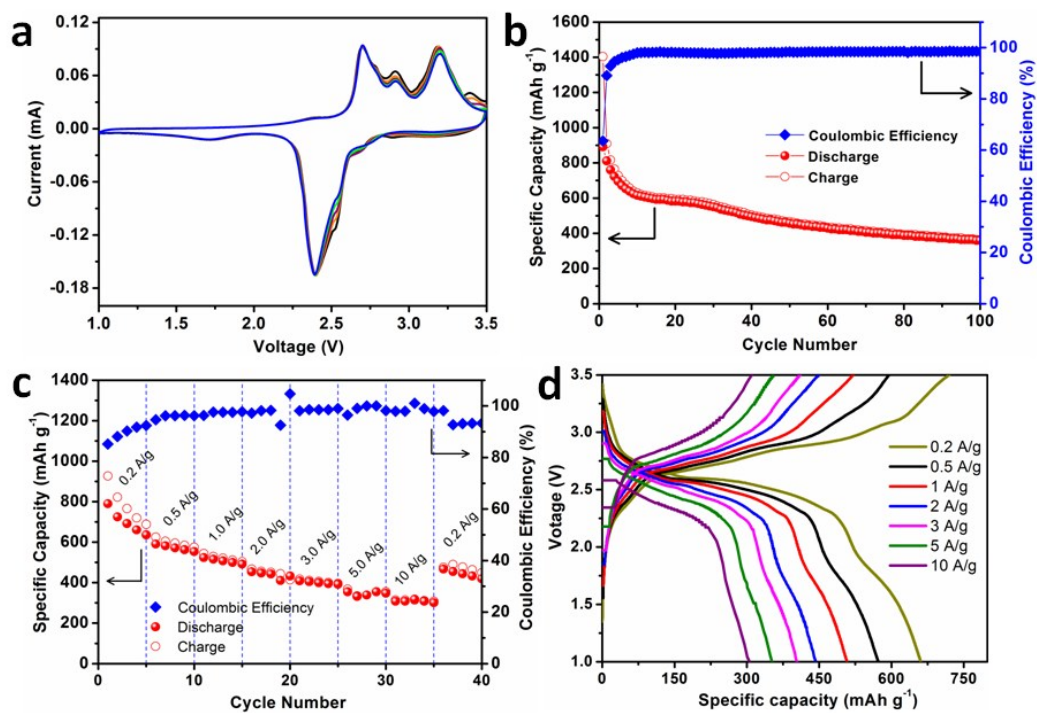 a
0.12
0.06
0.00
-0.06
-0.12
-0.18
Current (mA)
1.0
1.5
2.0
2.5
3.0
3.5
Voltage (V)
b
1600
1400
1200
1000
800
600
400
200
0
Specific Capacity (mAh g-1)
100
80
60
40
20
0
Coulombic Efficiency (%)
Coulombic Efficiency
Discharge
Charge
0
20
40
60
80
100
Cycle Number
c
1400
1200
1000
800
600
400
200
0
Specific Capacity (mAh g-1)
100
80
60
40
20
0
Coulombic Efficiency (%)
0.2 A/g
0.5 A/g
1.0 A/g
2.0 A/g
3.0 A/g
5.0 A/g
10 A/g
0.2 A/g
Coulombic Efficiency
Discharge
Charge
0
10
20
30
40
Cycle Number
d
3.5
3.0
2.5
2.0
1.5
1.0
Votage (V)
0.2 A/g
0.5 A/g
1 A/g
2 A/g
3 A/g
5 A/g
10 A/g
0
150
300
450
600
750
Specific capacity (mAh g-1)